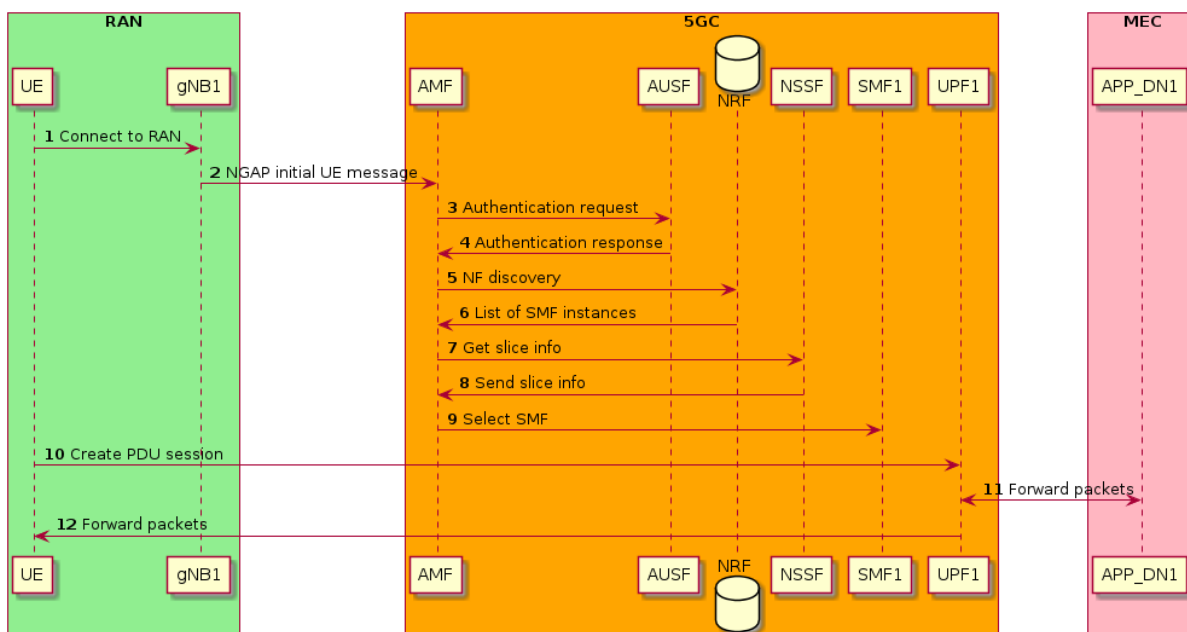 RAN 5GC MEC
UE gNB1 AMF AUSF NRF NSSF SMF1 UPF1 APP_DN1
1 Connect to RAN
2 NGAP initial UE message
3 Authentication request
4 Authentication response
5 NF discovery
6 List of SMF instances
7 Get slice info
8 Send slice info
9 Select SMF
10 Create PDU session
11 Forward packets
12 Forward packets
UE gNB1 AMF AUSF NRF NSSF SMF1 UPF1 APP_DN1